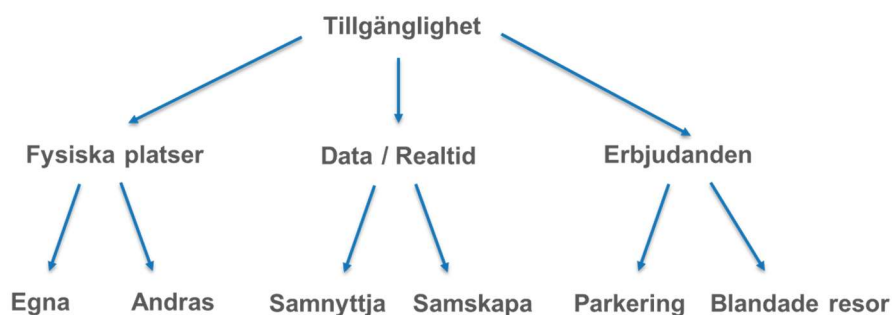 Tillgänglighet
Fysiska platser
Data / Realtid
Erbjudanden
Egna
Andras
Samnyttja
Samskapa
Parkering
Blandade resor